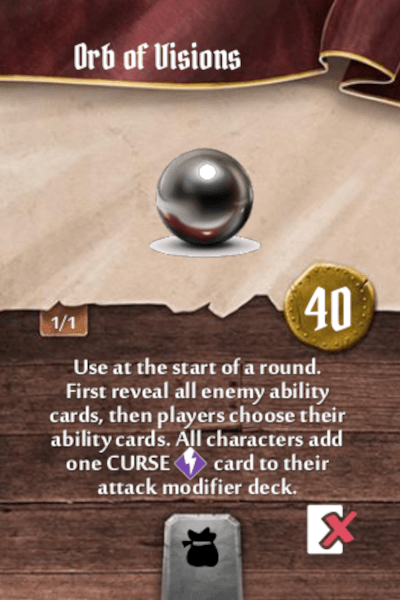 Orb of Visions
40
1/1
Use at the start of a round.
First reveal all enemy ability
cards, then players choose their
ability cards. All characters add
one CURSE card to their
attack modifier deck.